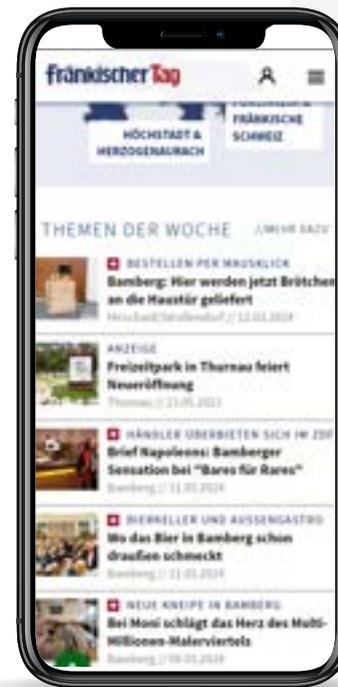 fränkischerTag
HÖCHSTADT &
HERZOGENAURACH
FRÄNKISCHE
SCHWEIZ
THEMEN DER WOCHE //MEHR DAZU
BESTELLEN PER MAUSKLICK
Bamberg: Hier werden jetzt Brötchen
an die Haustür geliefert
ANZEIGE
Freizeitpark in Thurnau feiert
Neueröffnung
HÄNDLER ÜBERBIETEN SICH IM ZDF
Brief Napoleons: Bamberger
Sensation bei "Bares für Rares"
BIERKELLER UND AUSSENGASTRO
Wo das Bier in Bamberg schon
draußen schmeckt
NEUE KNEIPE IN BAMBERG
Bei Moni schlägt das Herz des Multi-
Millionen-Malerviertels